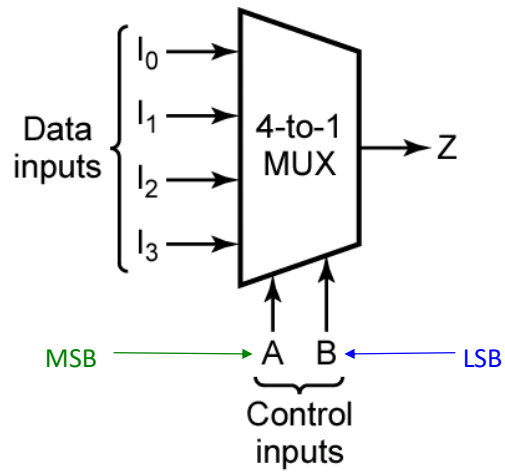 I₀
I₁
Data
inputs
4-to-1
MUX
Z
I₂
I₃
MSB
A
B
LSB
Control
inputs